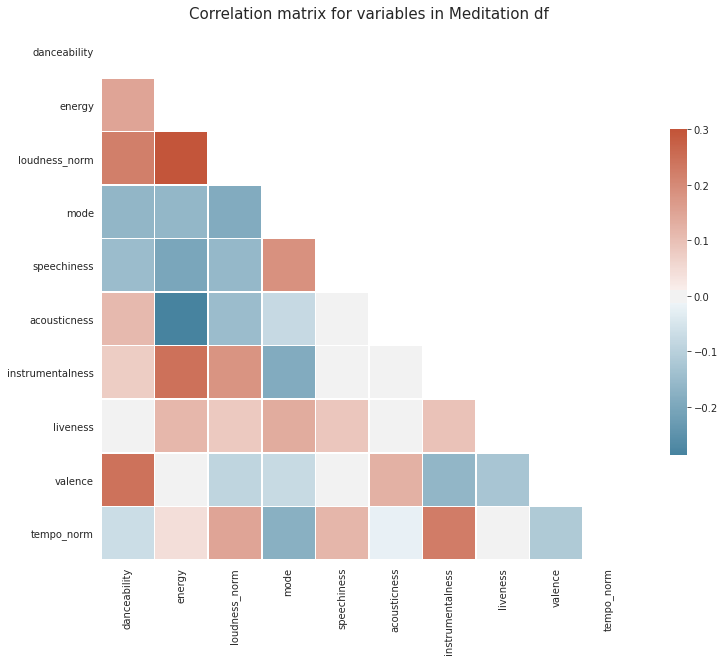 Correlation matrix for variables in Meditation df
danceability
energy
loudness_norm
mode
speechiness
acousticness
instrumentalness
liveness
valence
tempo_norm
danceability
energy
loudness_norm
mode
speechiness
acousticness
instrumentalness
liveness
valence
tempo_norm
0.3
0.2
0.1
0.0
−0.1
−0.2